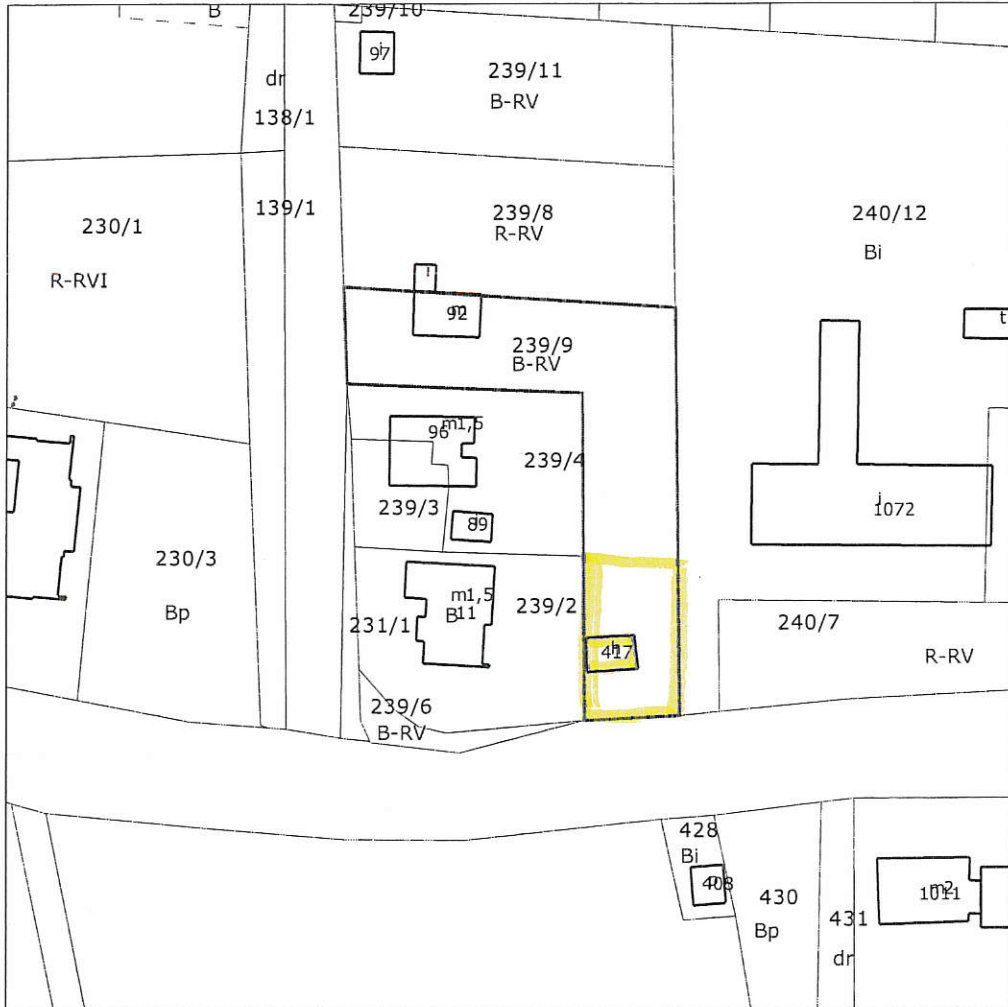 B
239/10
97
i
dr
239/11
B-RV
138/1
139/1
239/8
R-RV
240/12
Bi
230/1
R-RVI
92
m
t
239/9
B-RV
96
m1,5
239/4
239/3
89
i
1072
230/3
Bp
m1,5
B
11
239/2
231/1
417
h
240/7
R-RV
239/6
B-RV
428
Bi
408
430
Bp
431
dr
1011
m2